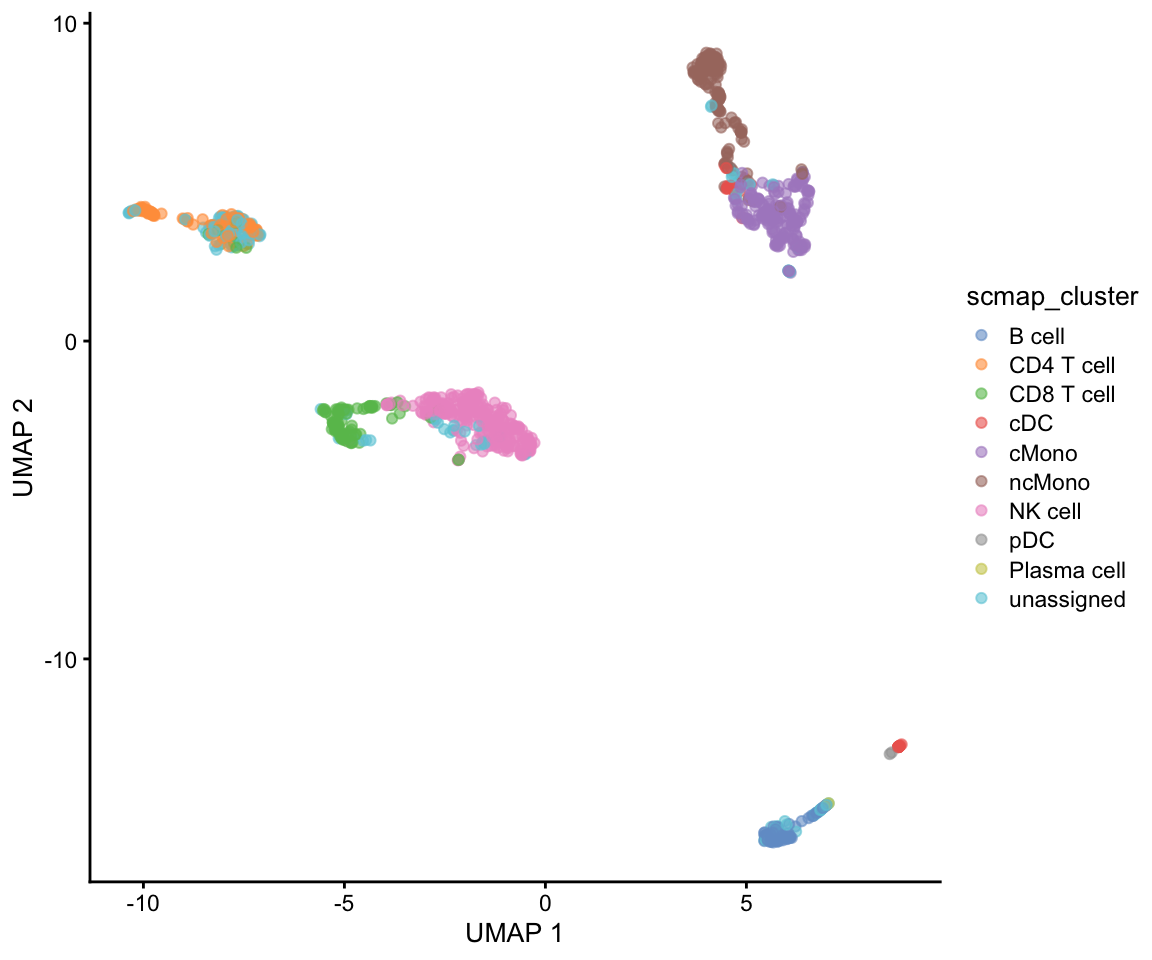 10
0
-10
UMAP 2
-10
-5
0
5
UMAP 1
scmap_cluster
B cell
CD4 T cell
CD8 T cell
cDC
cMono
ncMono
NK cell
pDC
Plasma cell
unassigned